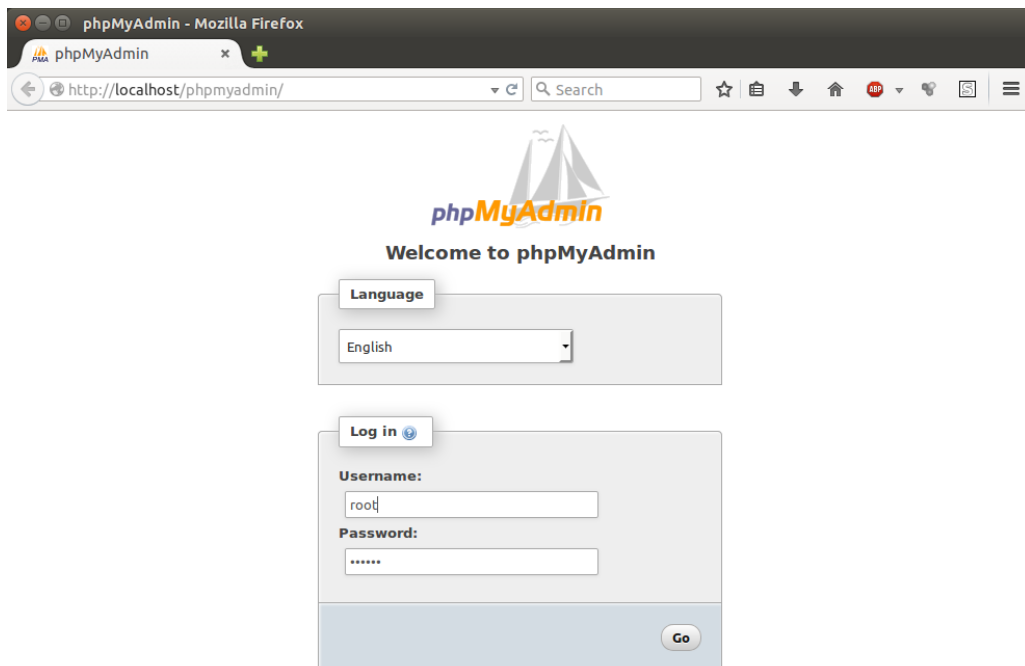 phpMyAdmin - Mozilla Firefox
PMA phpMyAdmin ×
http://localhost/phpmyadmin/ Search ABP S
phpMyAdmin
Welcome to phpMyAdmin
Language
English
Log in
Username:
root
Password:
••••••
Go